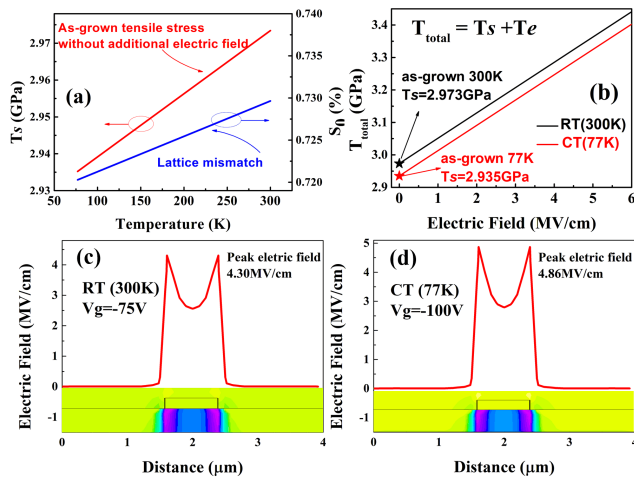 (a)
As-grown tensile stress
without additional electric field
Lattice mismatch
Ts (GPa)
2.97
2.96
2.95
2.94
2.93
S₀ (%)
0.740
0.738
0.730
0.725
0.720
100 150 200 250 300
Temperature (K)
(b)
T total = Ts +Te
as-grown 300K
Ts=2.973GPa
RT(300K)
CT(77K)
as-grown 77K
Ts=2.935GPa
T total (GPa)
3.4
3.3
3.2
3.1
3.0
2.9
0 1 2 3 4 5 6
Electric Field (MV/cm)
(c)
RT (300K)
Vg=-75V
Peak eletric field
4.30MV/cm
Electric Field (MV/cm)
4
3
2
1
0
-1
0 1 2 3 4
Distance (μm)
(d)
CT (77K)
Vg=-100V
Peak eletric field
4.86MV/cm
Electric Field (MV/cm)
5
4
3
2
1
0
-1
0 1 2 3 4
Distance (μm)